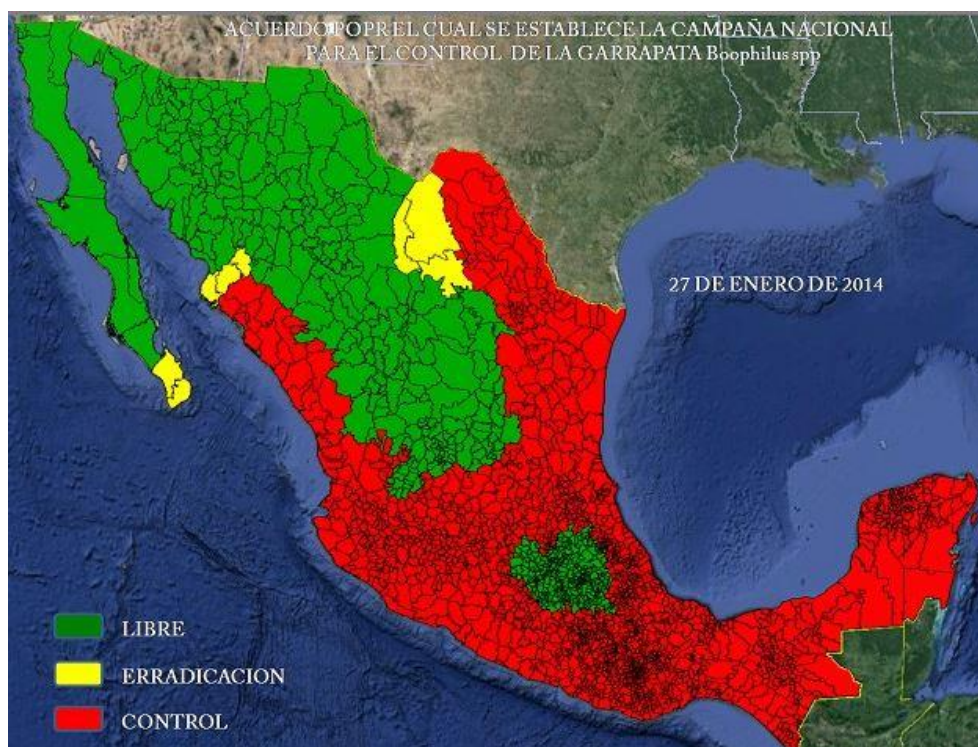 ACUERDO POPR EL CUAL SE ESTABLECE LA CAMPAÑA NACIONAL
PARA EL CONTROL DE LA GARRAPATA Boophilus spp
27 DE ENERO DE 2014
LIBRE
ERRADICACION
CONTROL